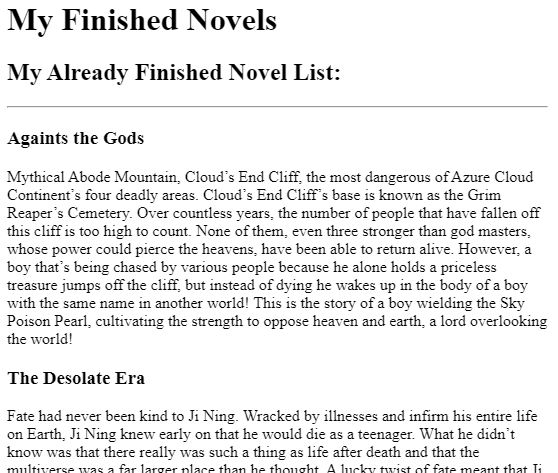 My Finished Novels
My Already Finished Novel List:
Againts the Gods
Mythical Abode Mountain, Cloud’s End Cliff, the most dangerous of Azure Cloud
Continent’s four deadly areas. Cloud’s End Cliff’s base is known as the Grim
Reaper’s Cemetery. Over countless years, the number of people that have fallen off
this cliff is too high to count. None of them, even three stronger than god masters,
whose power could pierce the heavens, have been able to return alive. However, a
boy that’s being chased by various people because he alone holds a priceless
treasure jumps off the cliff, but instead of dying he wakes up in the body of a boy
with the same name in another world! This is the story of a boy wielding the Sky
Poison Pearl, cultivating the strength to oppose heaven and earth, a lord overlooking
the world!
The Desolate Era
Fate had never been kind to Ji Ning. Wracked by illnesses and infirm his entire life
on Earth, Ji Ning knew early on that he would die as a teenager. What he didn’t
know was that there really was such a thing as life after death and that the
multiverse was a far larger place than he thought. A lucky twist of fate meant that Ji